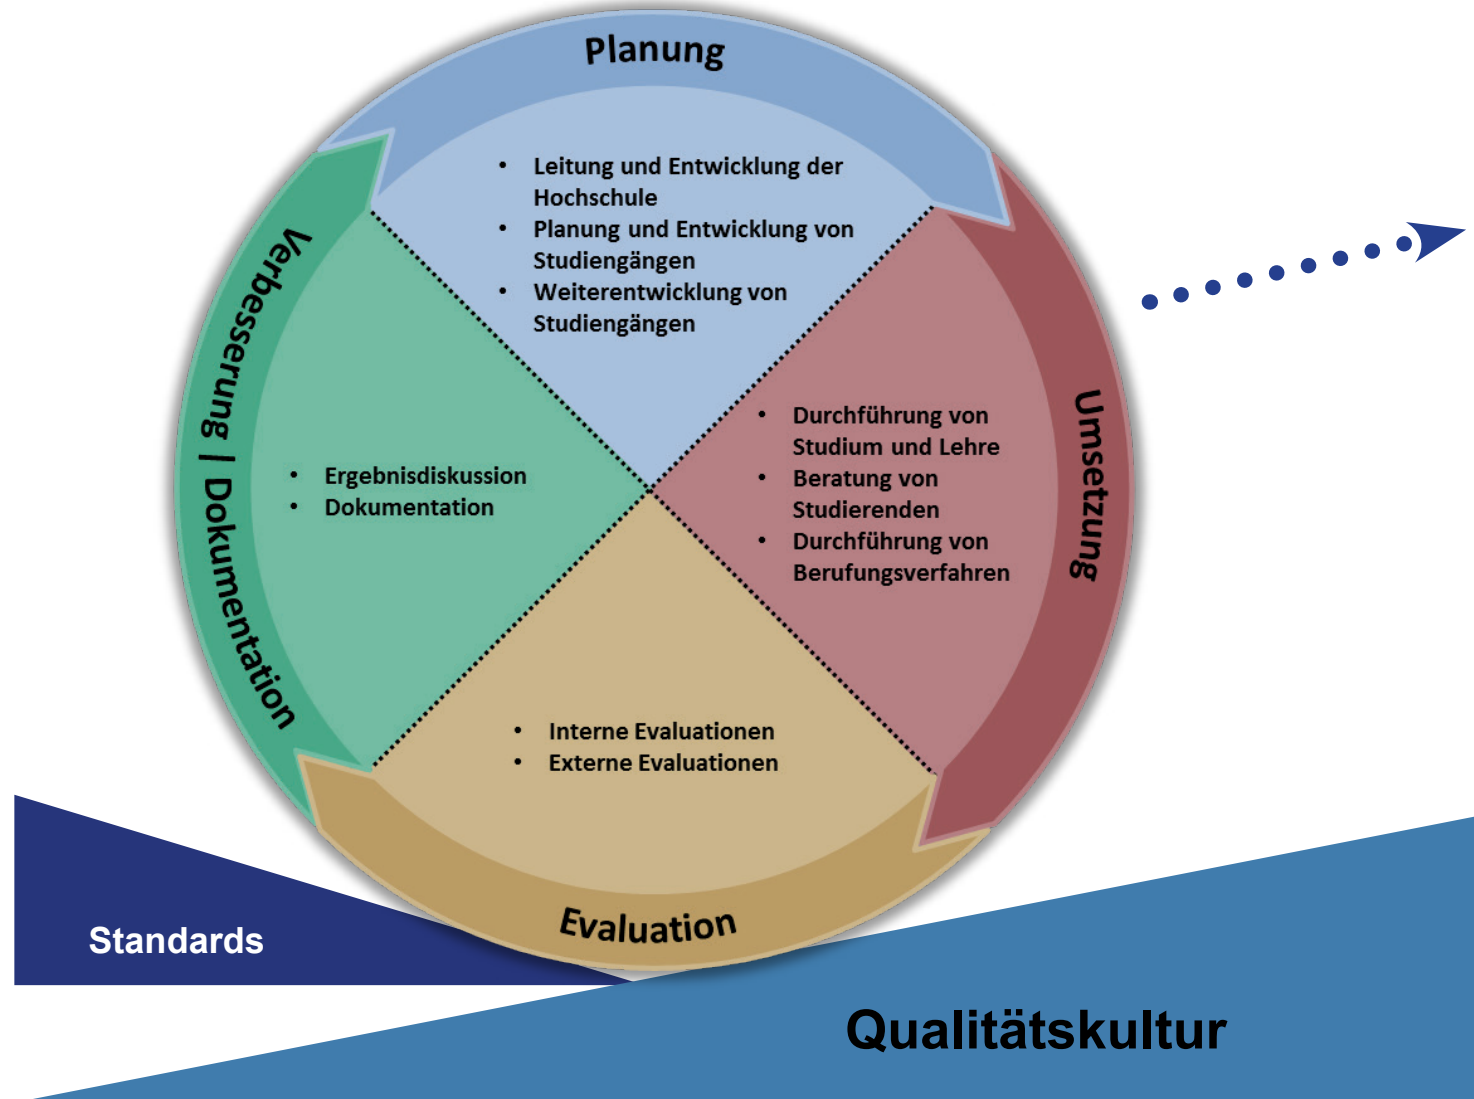 Planung
• Leitung und Entwicklung der
Hochschule
• Planung und Entwicklung von
Studiengängen
• Weiterentwicklung von
Studiengängen
Umsetzung
• Durchführung von
Studium und Lehre
• Beratung von
Studierenden
• Durchführung von
Berufungsverfahren
Evaluation
• Interne Evaluationen
• Externe Evaluationen
Verbesserung | Dokumentation
• Ergebnisdiskussion
• Dokumentation
Standards
Qualitätskultur